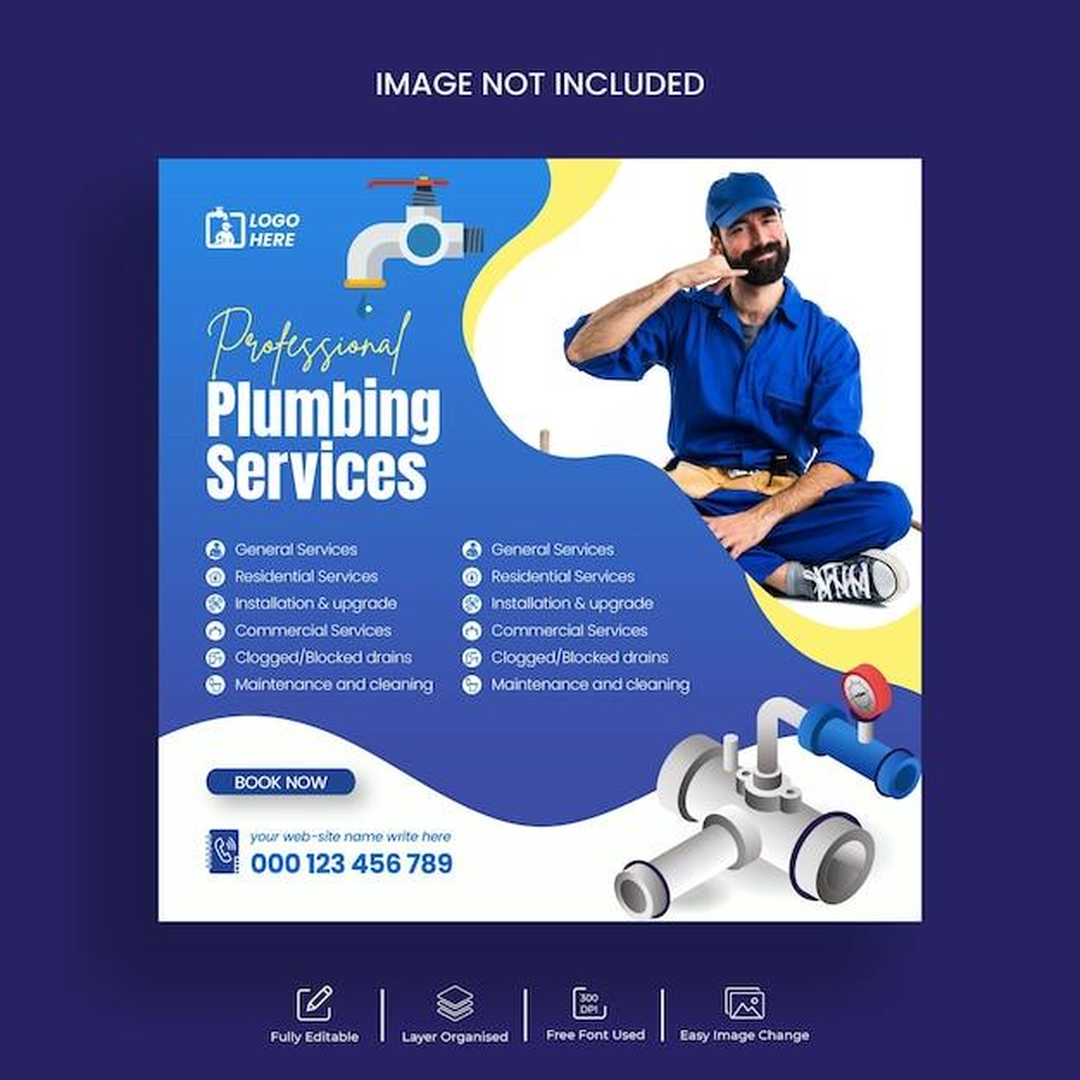 IMAGE NOT INCLUDED
LOGO
HERE
Professional
Plumbing
Services
General Services
Residential Services
Installation & upgrade
Commercial Services
Clogged/Blocked drains
Maintenance and cleaning
General Services
Residential Services
Installation & upgrade
Commercial Services
Clogged/Blocked drains
Maintenance and cleaning
BOOK NOW
your web-site name write here
000 123 456 789
300
DPI
Fully Editable
Layer Organised
Free Font Used
Easy Image Change